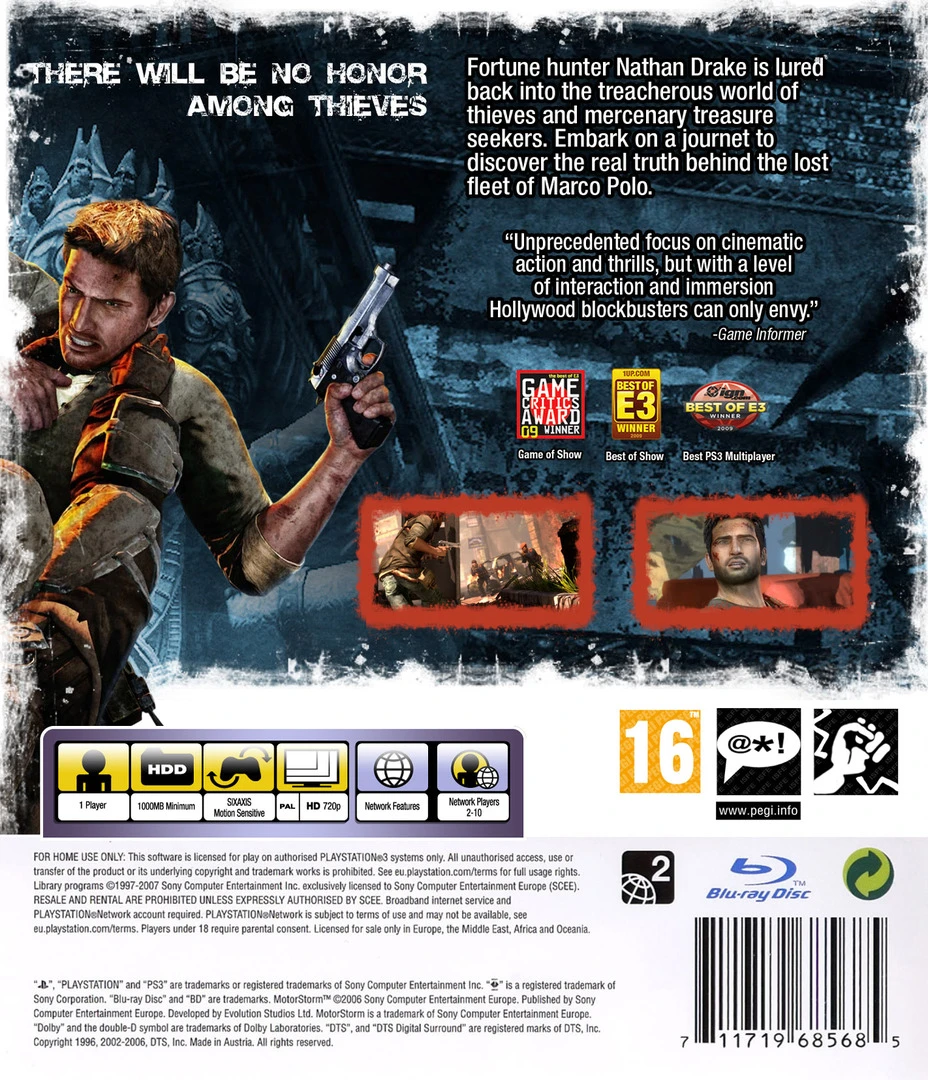 THERE WILL BE NO HONOR
AMONG THIEVES
Fortune hunter Nathan Drake is lured
back into the treacherous world of
thieves and mercenary treasure
seekers. Embark on a journet to
discover the real truth behind the lost
fleet of Marco Polo.
“Unprecedented focus on cinematic
action and thrills, but with a level
of interaction and immersion
Hollywood blockbusters can only envy.”
-Game Informer
the best of E3
GAME
CRITICS
AWARD
09 WINNER
Game of Show
1UP.COM
BEST OF
E3
WINNER
2009
Best of Show
ign
.com
BEST OF E3
WINNER
2009
Best PS3 Multiplayer
1 Player
HDD
1000MB Minimum
SIXAXIS
Motion Sensitive
PAL
HD 720p
Network Features
Network Players
2-10
16
TM
@*!
www.pegi.info
FOR HOME USE ONLY: This software is licensed for play on authorised PLAYSTATION®3 systems only. All unauthorised access, use or
transfer of the product or its underlying copyright and trademark works is prohibited. See eu.playstation.com/terms for full usage rights.
Library programs ©1997-2007 Sony Computer Entertainment Inc. exclusively licensed to Sony Computer Entertainment Europe (SCEE).
RESALE AND RENTAL ARE PROHIBITED UNLESS EXPRESSLY AUTHORISED BY SCEE. Broadband internet service and
PLAYSTATION®Network account required. PLAYSTATION®Network is subject to terms of use and may not be available, see
eu.playstation.com/terms. Players under 18 require parental consent. Licensed for sale only in Europe, the Middle East, Africa and Oceania.
2
Blu-ray Disc
TM
“ ”, “PLAYSTATION” and “PS3” are trademarks or registered trademarks of Sony Computer Entertainment Inc. “ ” is a registered trademark of
Sony Corporation. “Blu-ray Disc” and “BD” are trademarks. MotorStorm™ ©2006 Sony Computer Entertainment Europe. Published by Sony
Computer Entertainment Europe. Developed by Evolution Studios Ltd. MotorStorm is a trademark of Sony Computer Entertainment Europe.
“Dolby” and the double-D symbol are trademarks of Dolby Laboratories. “DTS”, and “DTS Digital Surround” are registered marks of DTS, Inc.
Copyright 1996, 2002-2006, DTS, Inc. Made in Austria. All rights reserved.
7 11719 68568 5